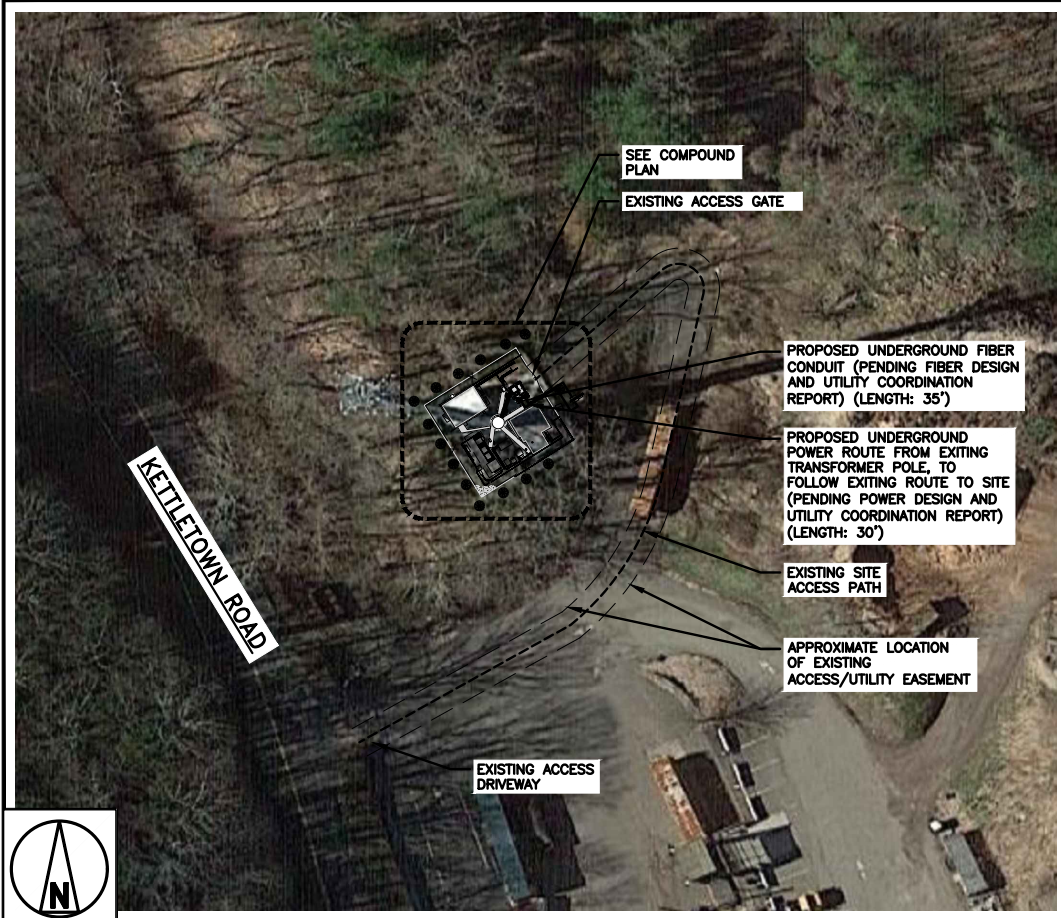 SEE COMPOUND
PLAN
EXISTING ACCESS GATE
PROPOSED UNDERGROUND FIBER
CONDUIT (PENDING FIBER DESIGN
AND UTILITY COORDINATION
REPORT) (LENGTH: 35')
PROPOSED UNDERGROUND
POWER ROUTE FROM EXITING
TRANSFORMER POLE, TO
FOLLOW EXITING ROUTE TO SITE
(PENDING POWER DESIGN AND
UTILITY COORDINATION REPORT)
(LENGTH: 30')
KETTLETOWN ROAD
EXISTING SITE
ACCESS PATH
APPROXIMATE LOCATION
OF EXISTING
ACCESS/UTILITY EASEMENT
EXISTING ACCESS
DRIVEWAY
N